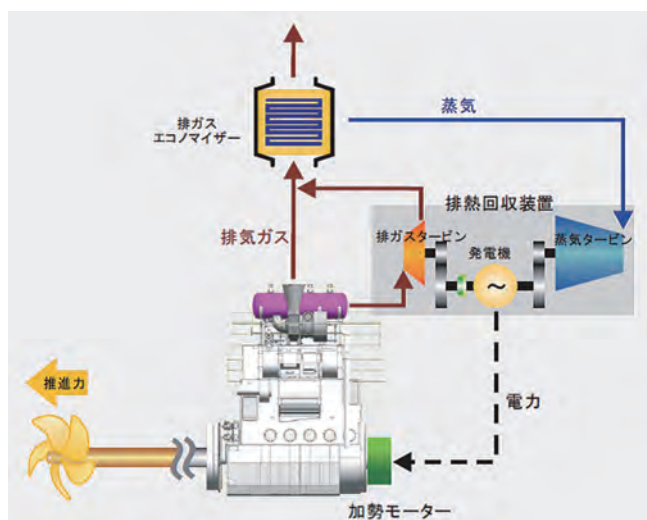 蒸気
排ガス
エコノマイザー
排熱回収装置
排気ガス
排ガスタービン
蒸気タービン
発電機
~
推進力
電力
加勢モーター